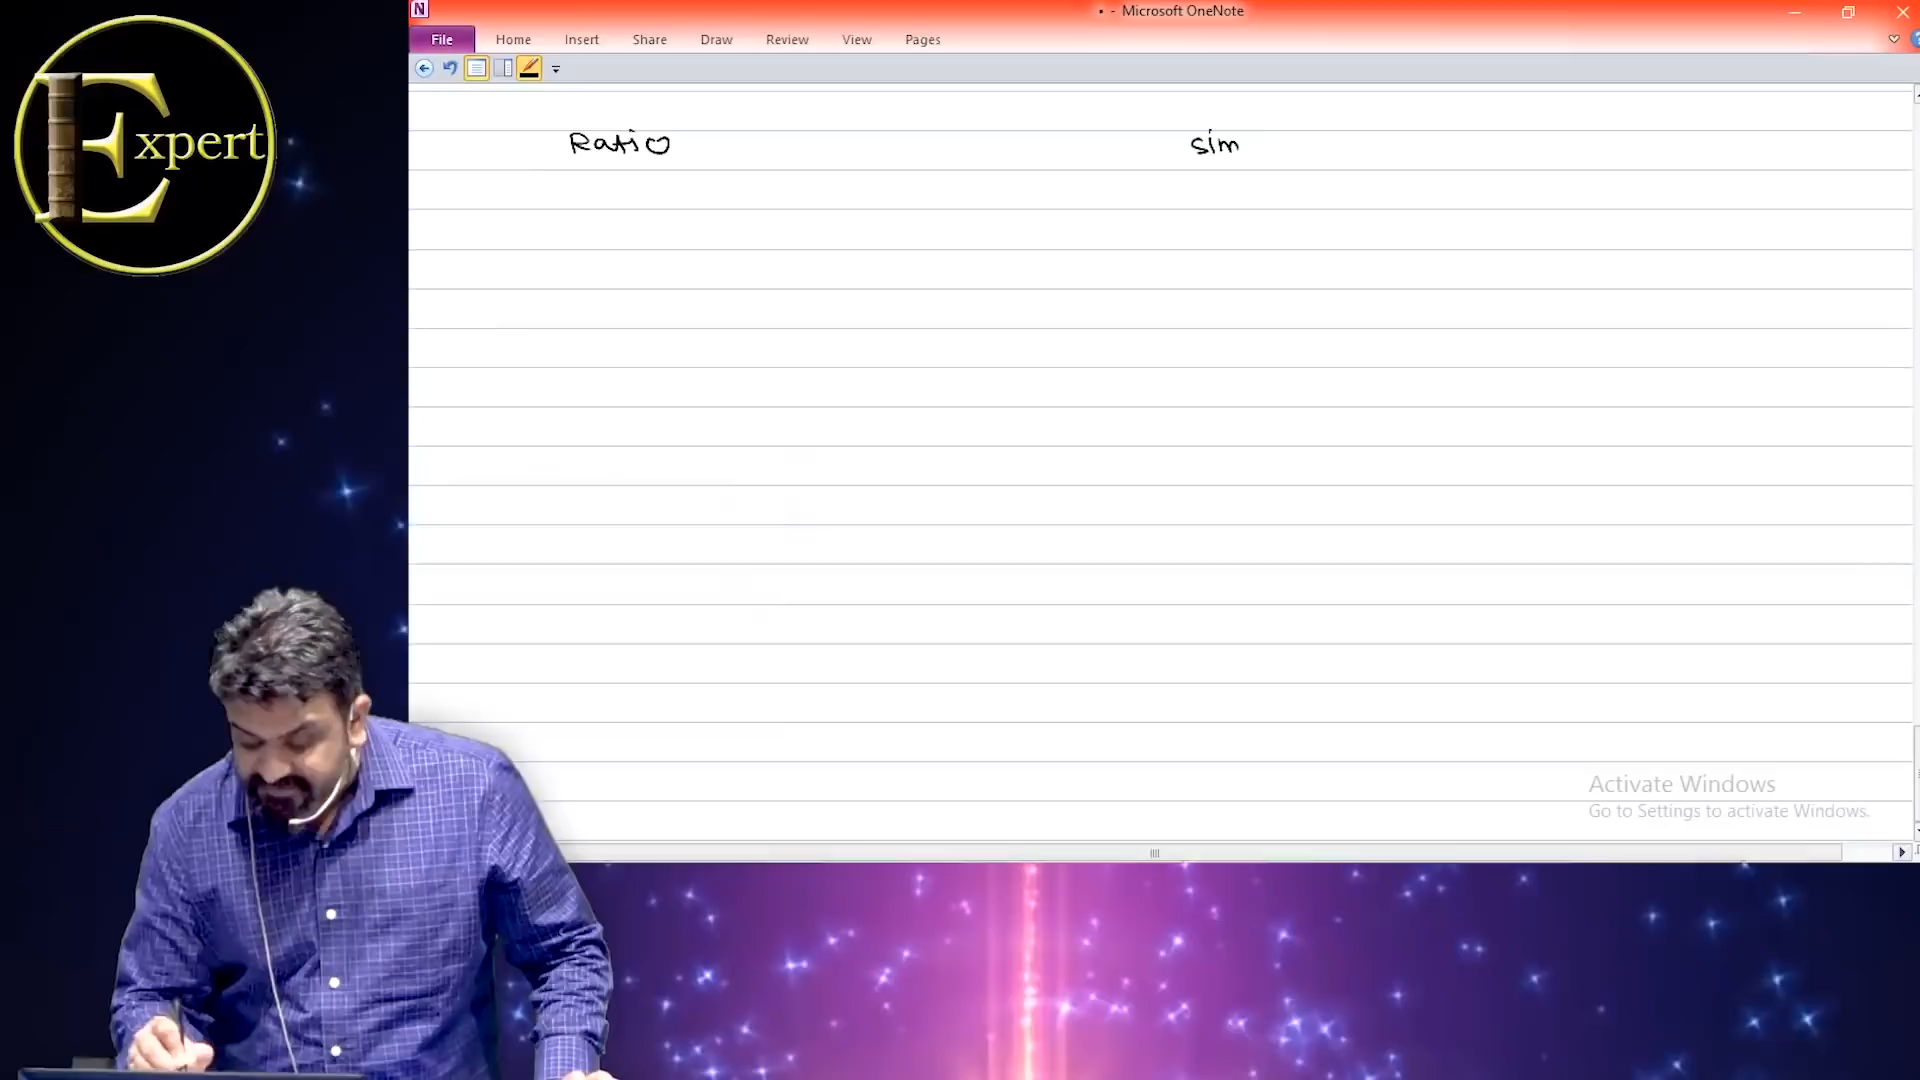 Expert
N
- Microsoft OneNote
File Home Insert Share Draw Review View Pages
Ratio sim
Activate Windows
Go to Settings to activate Windows.